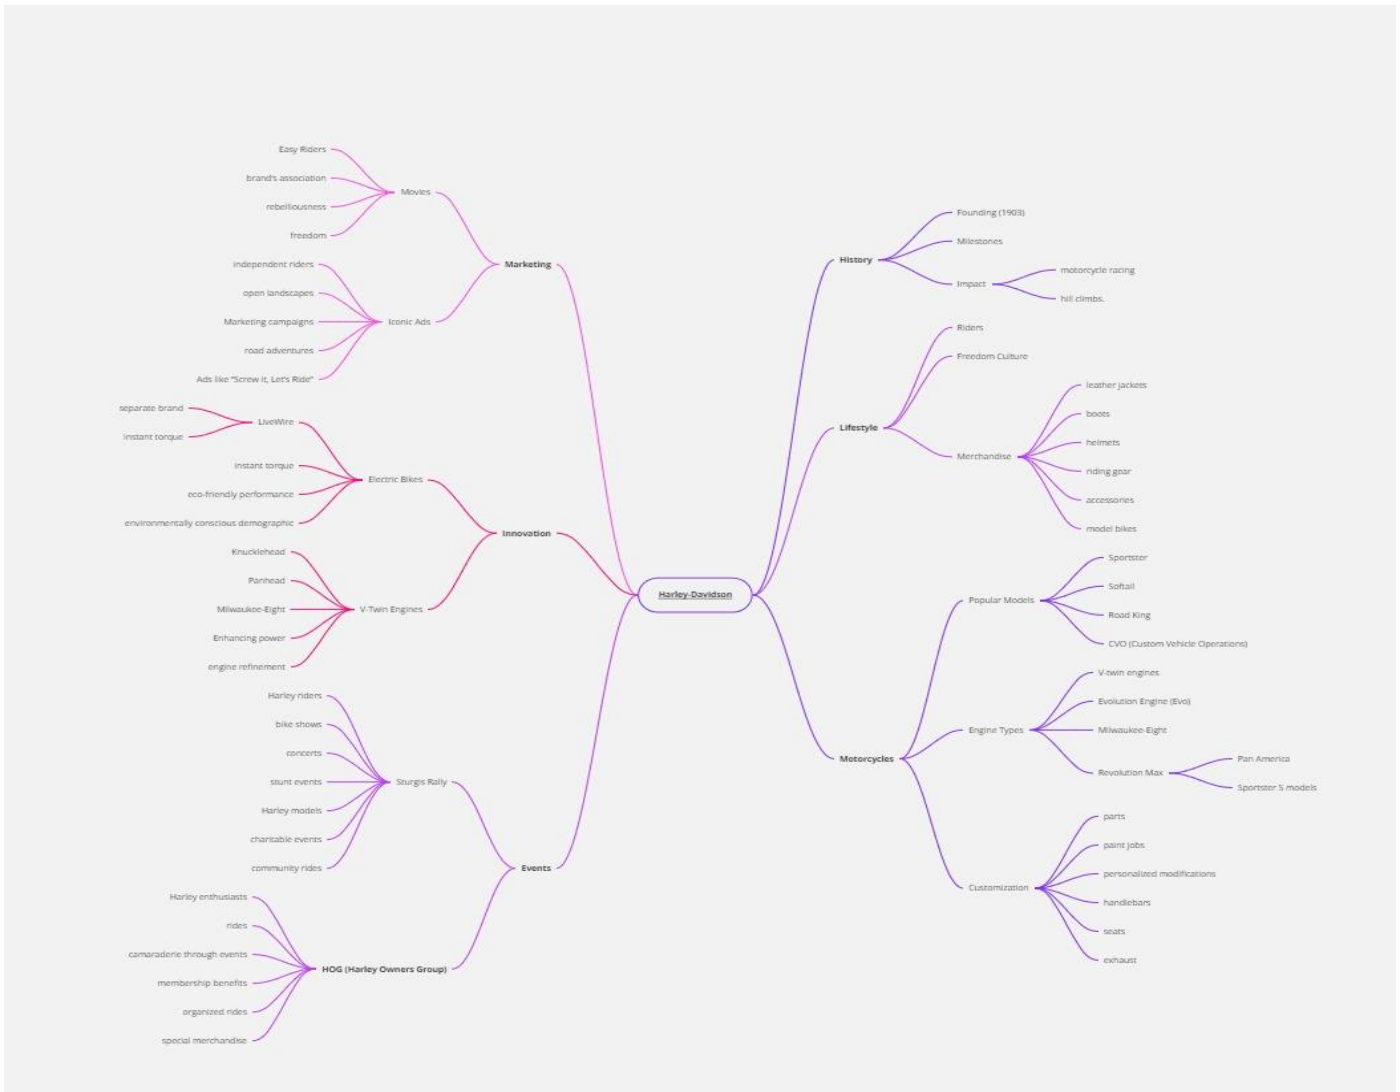 Harley-Davidson
Marketing
Movies
Easy Riders
brand's association
rebelliousness
freedom
Iconic Ads
independent riders
open landscapes
Marketing campaigns
road adventures
Ads like "Screw it, Let's Ride"
Innovation
Electric Bikes
LiveWire
separate brand
instant torque
instant torque
eco-friendly performance
environmentally conscious demographic
V-Twin Engines
Knucklehead
Panhead
Milwaukee-Eight
Enhancing power
engine refinement
Events
Sturgis Rally
Harley riders
bike shows
concerts
stunt events
Harley models
charitable events
community rides
HOG (Harley Owners Group)
Harley enthusiasts
rides
camaraderie through events
membership benefits
organized rides
special merchandise
History
Founding (1903)
Milestones
Impact
motorcycle racing
hill climbs.
Lifestyle
Riders
Freedom Culture
Merchandise
leather jackets
boots
helmets
riding gear
accessories
model bikes
Motorcycles
Popular Models
Sportster
Softail
Road King
CVO (Custom Vehicle Operations)
Engine Types
V-twin engines
Evolution Engine (Evo)
Milwaukee-Eight
Revolution Max
Pan America
Sportster S models
Customization
parts
paint jobs
personalized modifications
handlebars
seats
exhaust